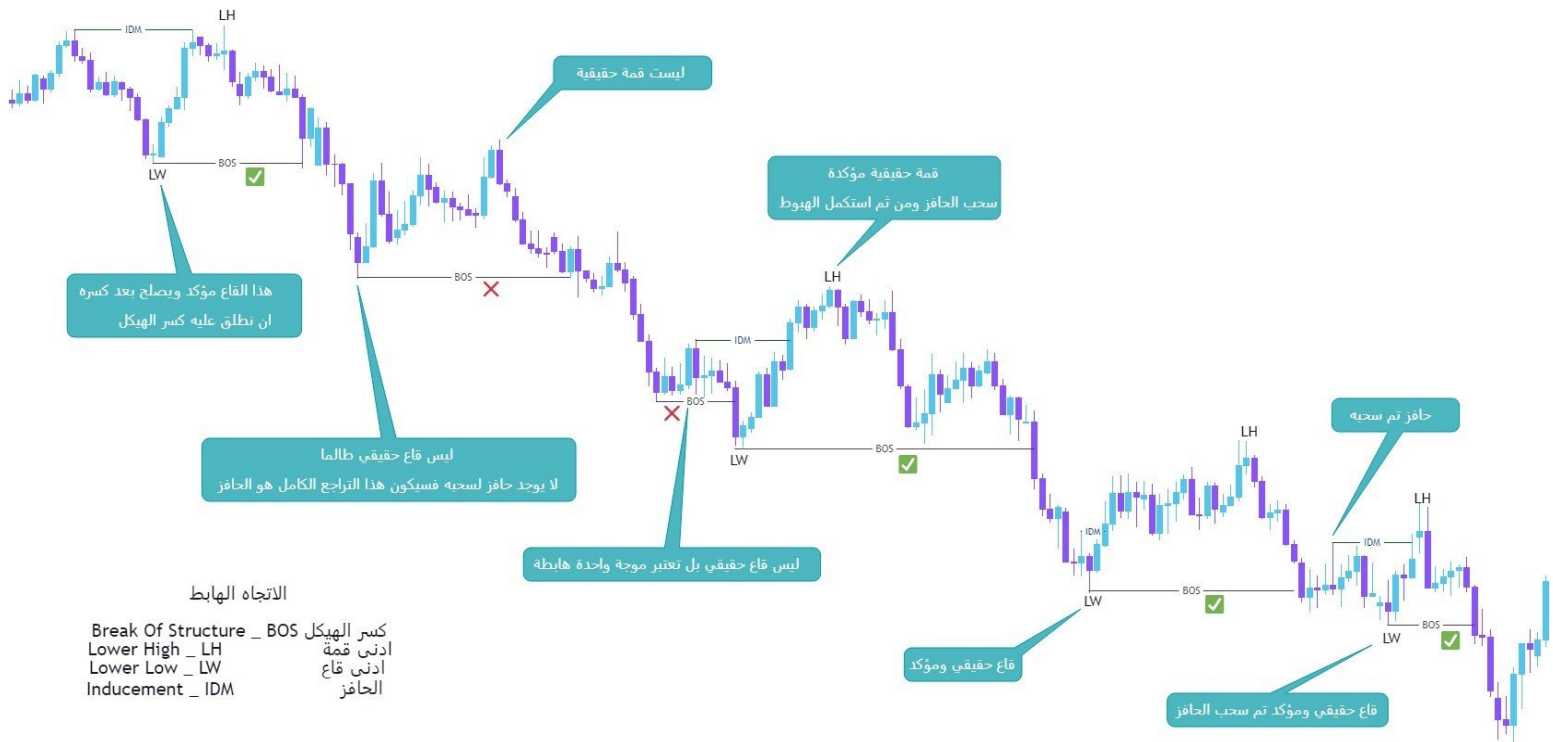 LH
IDM
ليست قمة حقيقية
BOS
LW
قمة حقيقية مؤكدة
سحب الحافز ومن ثم استكمل الهبوط
LH
هذا القاع مؤكد ويصلح بعد كسره
ان نطلق عليه كسر الهيكل
BOS
IDM
BOS
حافز تم سحبه
LH
BOS
LW
ليس قاع حقيقي طالما
لا يوجد حافز لسحبه فسيكون هذا التراجع الكامل هو الحافز
LH
IDM
IDM
ليس قاع حقيقي بل تعتبر موجة واحدة هابطة
BOS
LW
BOS
LW
قاع حقيقي ومؤكد
قاع حقيقي ومؤكد تم سحب الحافز
الاتجاه الهابط
كسر الهيكل Break Of Structure _ BOS
ادنى قمة Lower High _ LH
ادنى قاع Lower Low _ LW
الحافز Inducement _ IDM